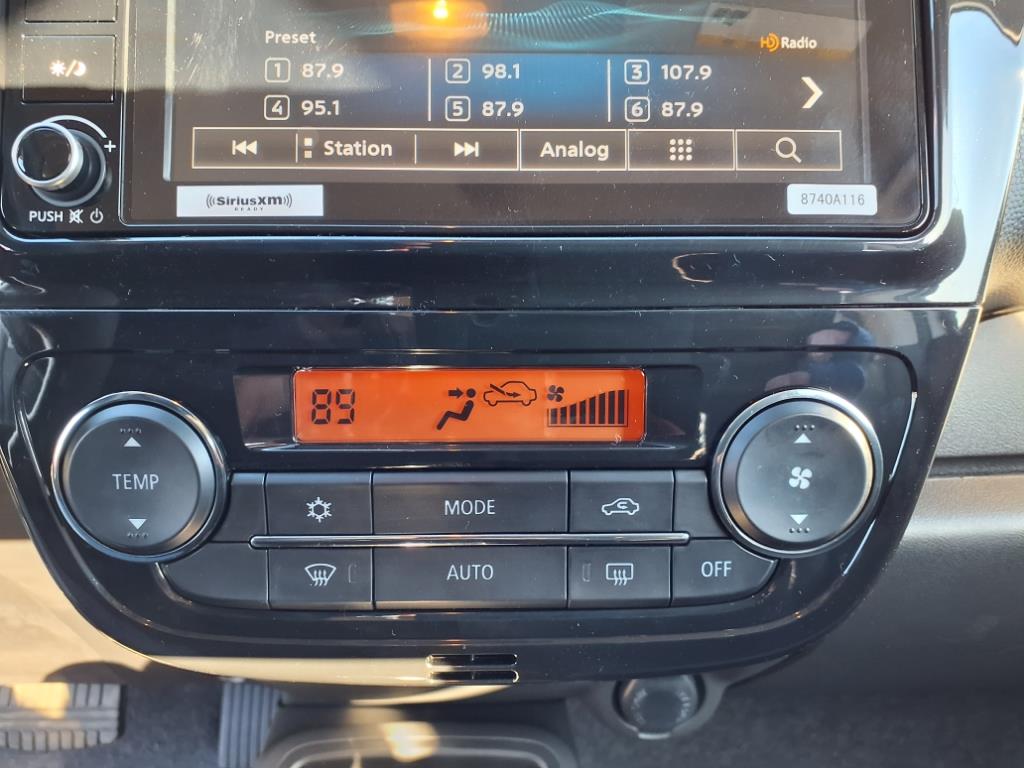 Preset
HD Radio
1 87.9 2 98.1 3 107.9
4 95.1 5 87.9 6 87.9
Station Analog
SiriusXM
READY
8740A116
PUSH
89
TEMP
MODE
AUTO
OFF